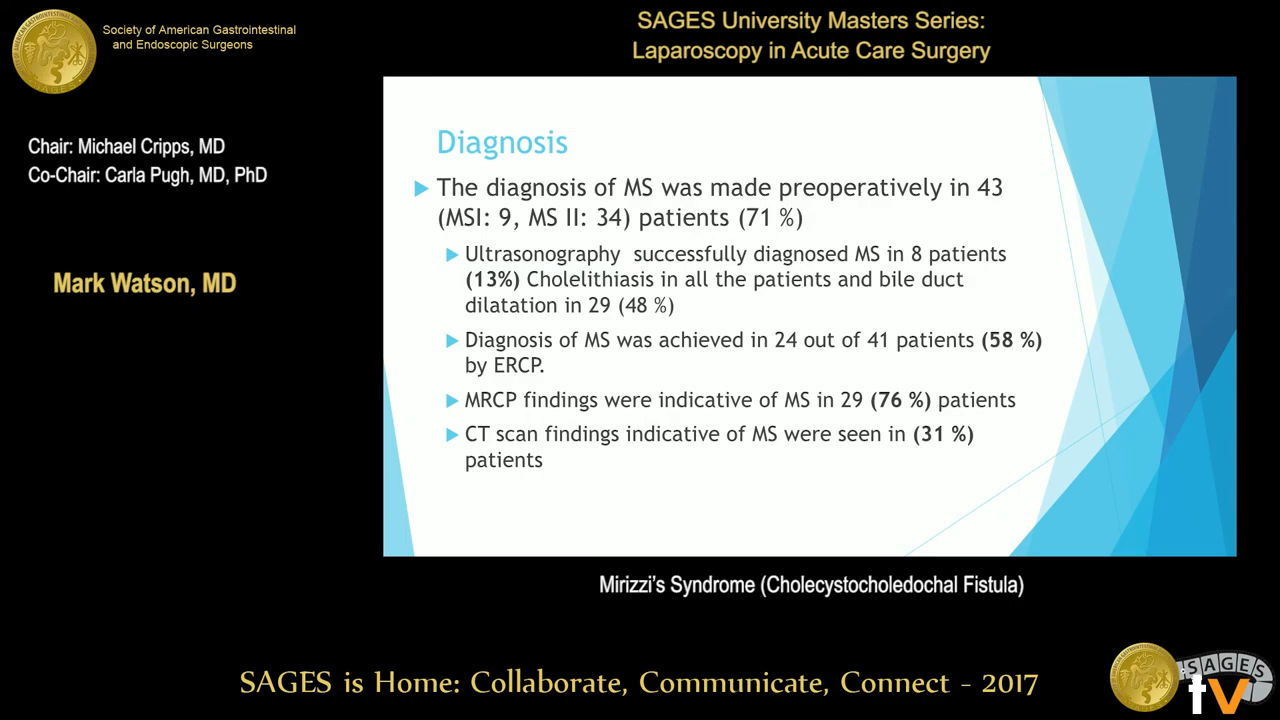 Society of American Gastrointestinal
and Endoscopic Surgeons
SAGES University Masters Series:
Laparoscopy in Acute Care Surgery
Chair: Michael Cripps, MD
Co-Chair: Carla Pugh, MD, PhD
Mark Watson, MD
Diagnosis
The diagnosis of MS was made preoperatively in 43
(MSI: 9, MS II: 34) patients (71 %)
Ultrasonography successfully diagnosed MS in 8 patients
(13%) Cholelithiasis in all the patients and bile duct
dilatation in 29 (48 %)
Diagnosis of MS was achieved in 24 out of 41 patients (58 %)
by ERCP.
MRCP findings were indicative of MS in 29 (76 %) patients
CT scan findings indicative of MS were seen in (31 %)
patients
Mirizzi's Syndrome (Cholecystocholedochal Fistula)
SAGES is Home: Collaborate, Communicate, Connect - 2017
SAGES
tv